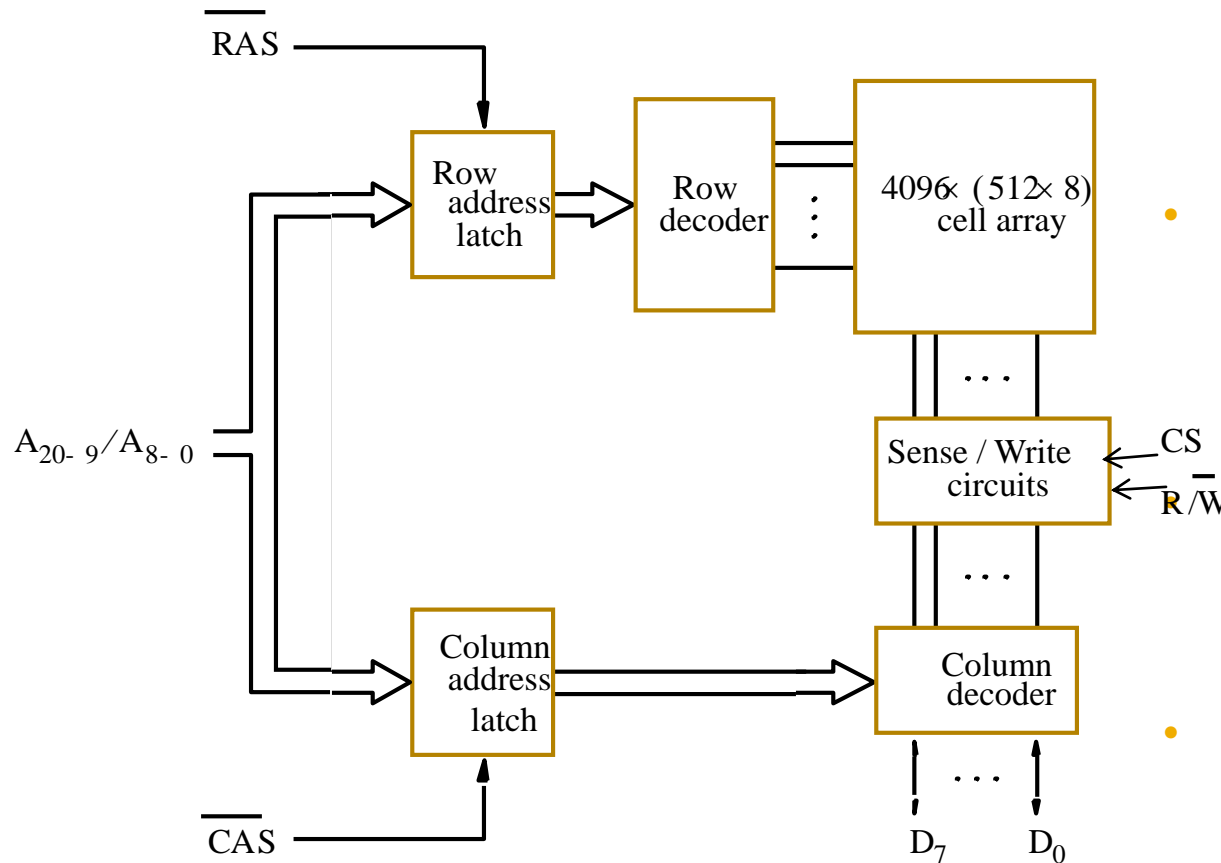 RAS
Row
address
latch
Row
decoder
4096× (512× 8)
cell array
A20- 9/A8- 0
Sense / Write
circuits
CS
R/W
Column
address
latch
Column
decoder
CAS
D7
D0